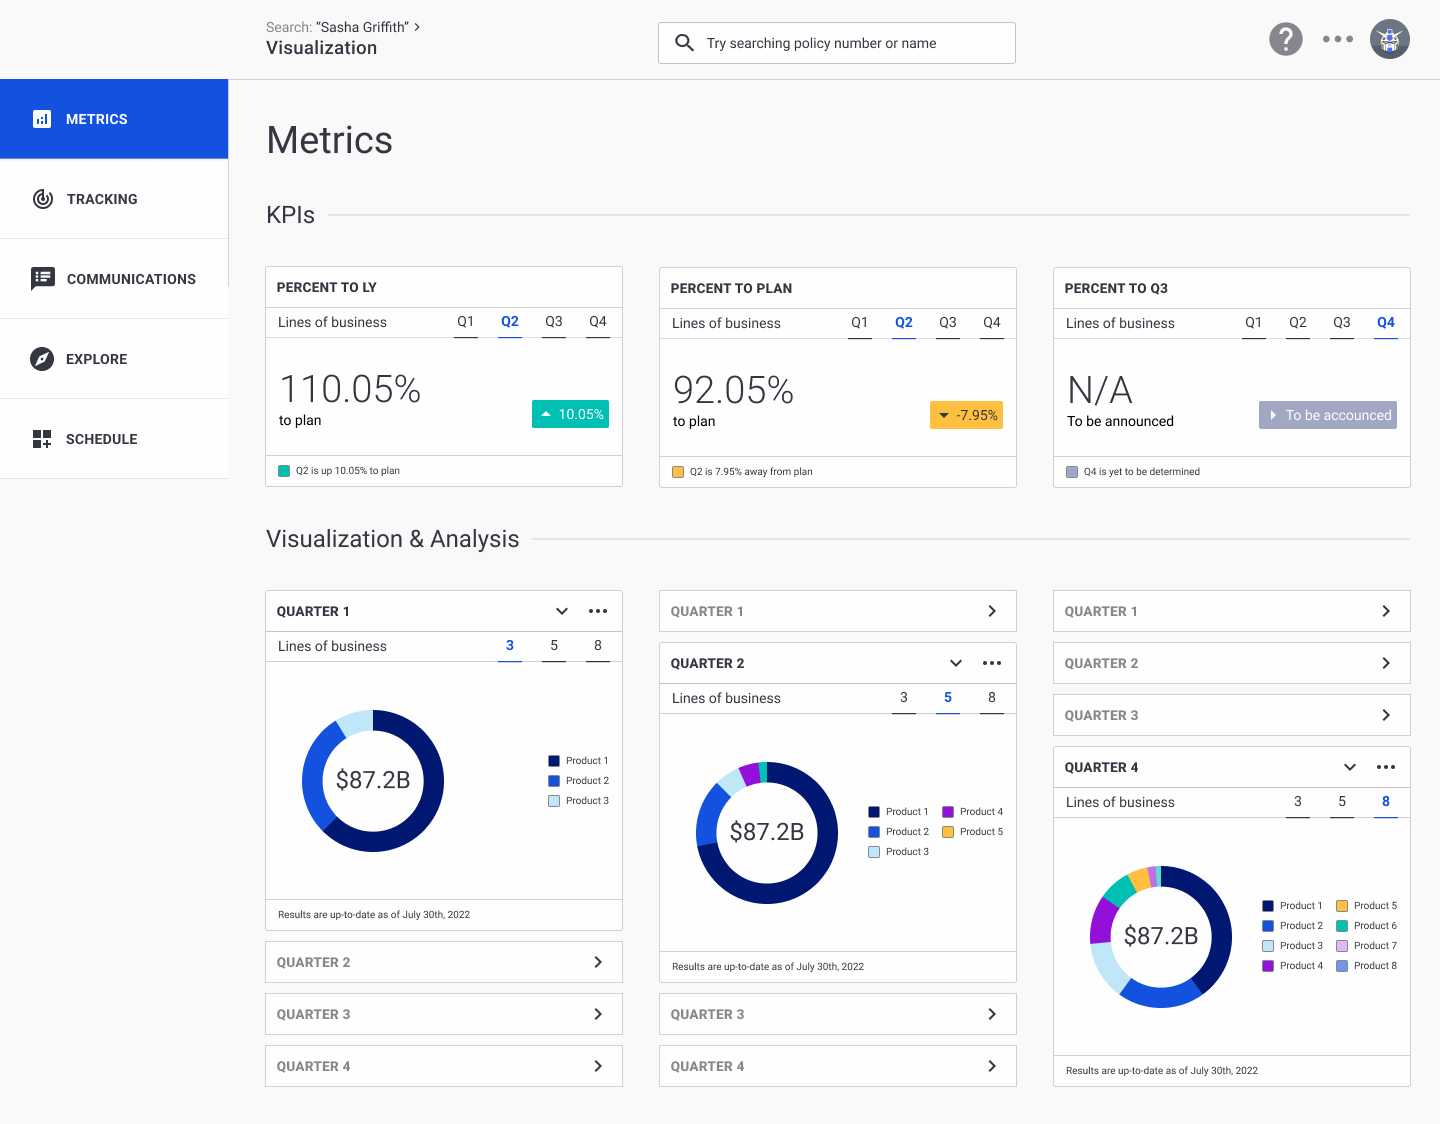 Search: “Sasha Griffith”
Visualization
Try searching policy number or name
?
METRICS
TRACKING
COMMUNICATIONS
EXPLORE
SCHEDULE
Metrics
KPIs
PERCENT TO LY
Lines of business Q1 Q2 Q3 Q4
110.05%
to plan
10.05%
Q2 is up 10.05% to plan
PERCENT TO PLAN
Lines of business Q1 Q2 Q3 Q4
92.05%
to plan
-7.95%
Q2 is 7.95% away from plan
PERCENT TO Q3
Lines of business Q1 Q2 Q3 Q4
N/A
To be announced
To be accounced
Q4 is yet to be determined
Visualization & Analysis
QUARTER 1
Lines of business 3 5 8
$87.2B
Product 1
Product 2
Product 3
Results are up-to-date as of July 30th, 2022
QUARTER 2
QUARTER 3
QUARTER 4
QUARTER 1
QUARTER 2
Lines of business 3 5 8
$87.2B
Product 1 Product 4
Product 2 Product 5
Product 3
Results are up-to-date as of July 30th, 2022
QUARTER 3
QUARTER 4
QUARTER 1
QUARTER 2
QUARTER 3
QUARTER 4
Lines of business 3 5 8
$87.2B
Product 1 Product 5
Product 2 Product 6
Product 3 Product 7
Product 4 Product 8
Results are up-to-date as of July 30th, 2022